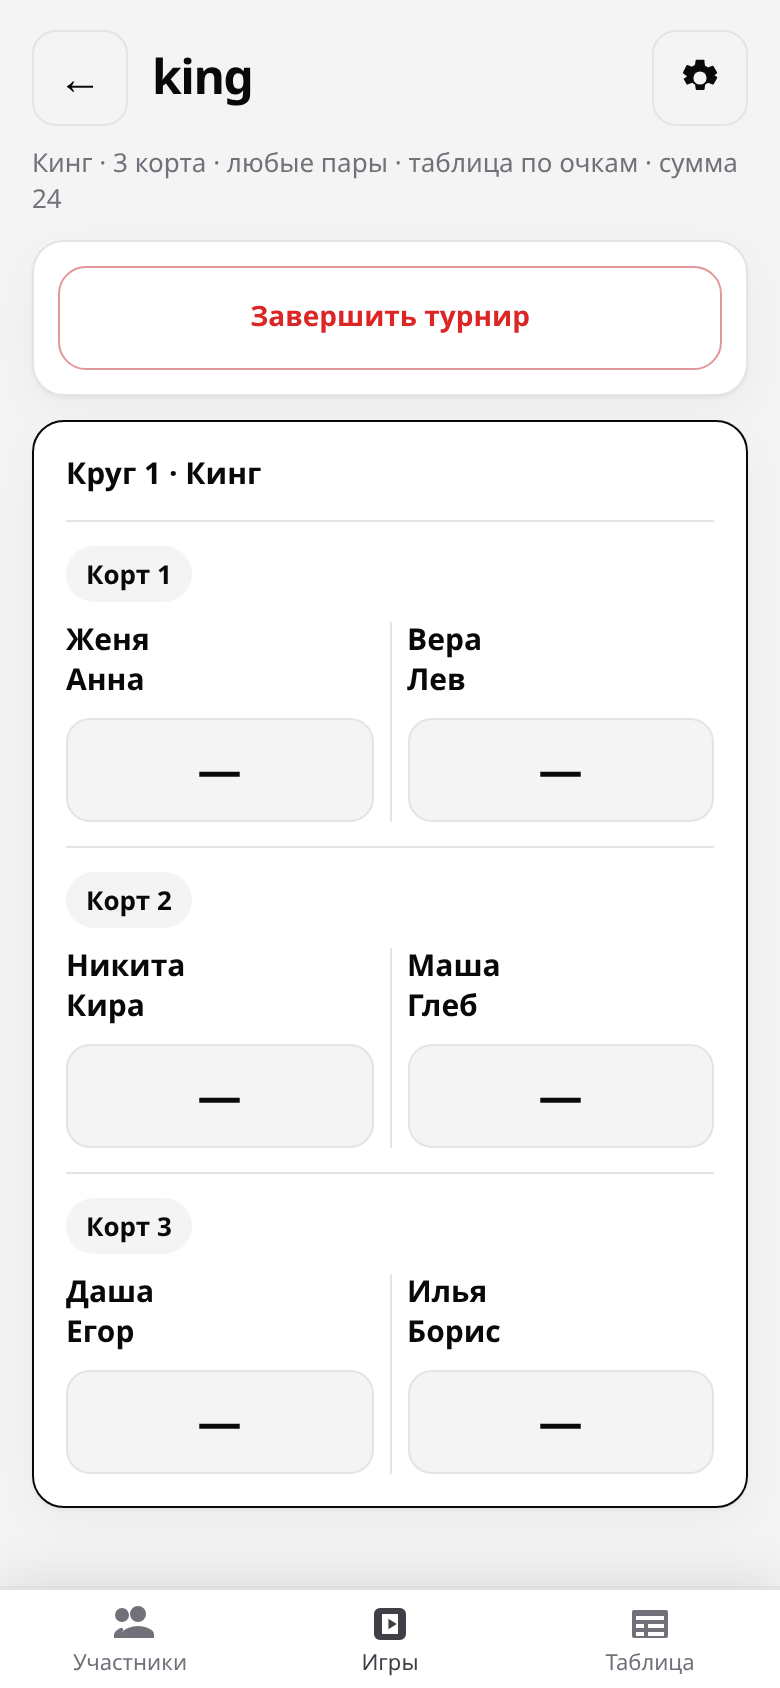 ←
king
Кинг · 3 корта · любые пары · таблица по очкам · сумма
24
Завершить турнир
Круг 1 · Кинг
Корт 1
Женя
Анна
Вера
Лев
—
—
Корт 2
Никита
Кира
Маша
Глеб
—
—
Корт 3
Даша
Егор
Илья
Борис
—
—
Участники
Игры
Таблица